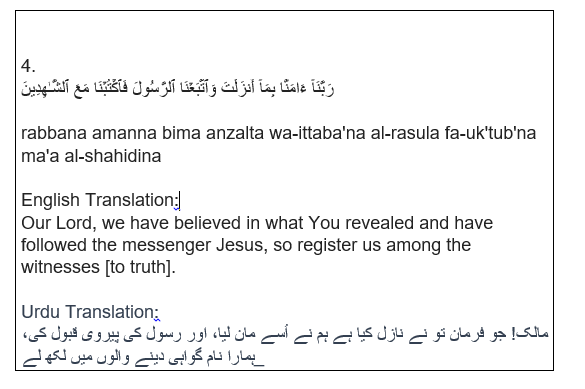 4.
رَبَّنَآ ءَامَنَّا بِمَآ أَنزَلْتَ وَٱتَّبَعْنَا ٱلرَّسُولَ فَٱكْتُبْنَا مَعَ ٱلشَّـٰهِدِينَ
rabbana amanna bima anzalta wa-ittaba'na al-rasula fa-uk'tub'na
ma'a al-shahidina
English Translation:
Our Lord, we have believed in what You revealed and have
followed the messenger Jesus, so register us among the
witnesses [to truth].
Urdu Translation:
مالک! جو فرمان تو نے نازل کیا ہے ہم نے اُسے مان لیا، اور رسول کی پیروی قبول کی،
ہمارا نام گواہی دینے والوں میں لکھ لے_